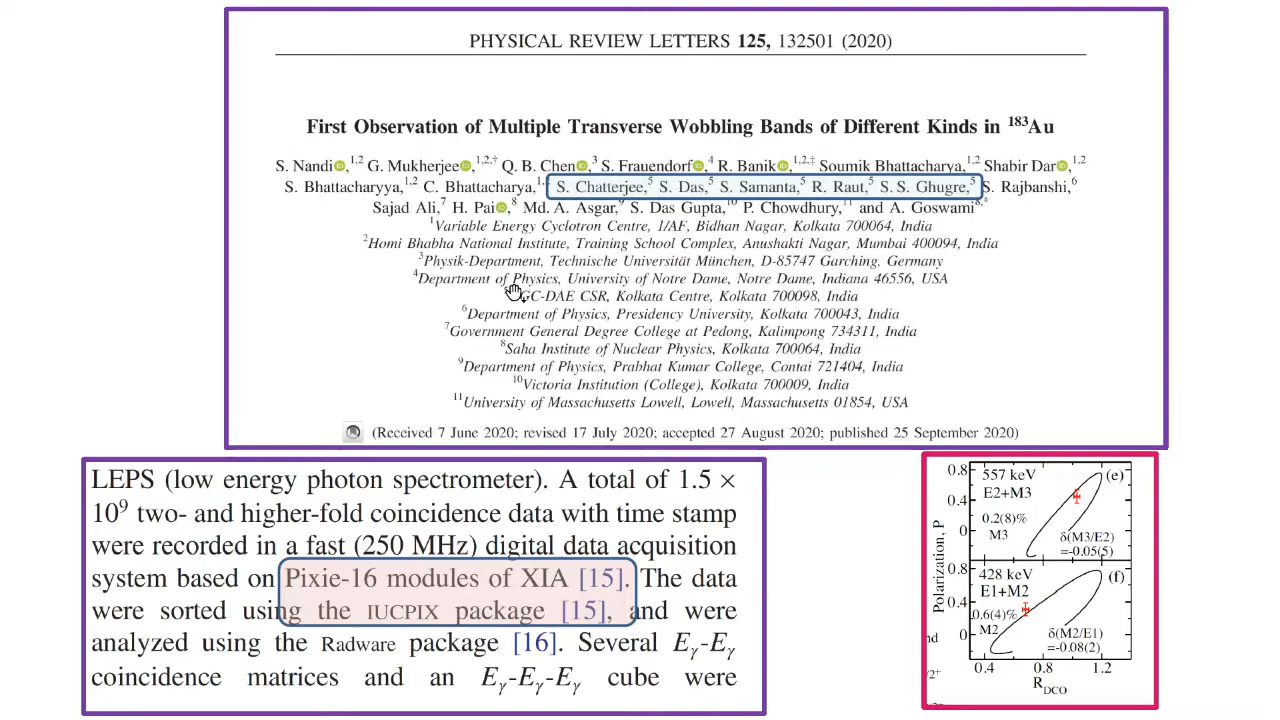 PHYSICAL REVIEW LETTERS 125, 132501 (2020)
First Observation of Multiple Transverse Wobbling Bands of Different Kinds in ¹⁸³Au
S. Nandi,¹,² G. Mukherjee,¹,²,† Q. B. Chen,³ S. Frauendorf,⁴ R. Banik,¹,²,‡ Soumik Bhattacharya,¹,² Shabir Dar,¹,²
S. Bhattacharyya,¹,² C. Bhattacharya,¹,² S. Chatterjee,⁵ S. Das,⁵ S. Samanta,⁵ R. Raut,⁵ S. S. Ghugre,⁵ S. Rajbanshi,⁶
Sajad Ali,⁷ H. Pai,⁸ Md. A. Asgar,⁹ S. Das Gupta,¹⁰ P. Chowdhury,¹¹ and A. Goswami⁸,*
¹Variable Energy Cyclotron Centre, 1/AF, Bidhan Nagar, Kolkata 700064, India
²Homi Bhabha National Institute, Training School Complex, Anushakti Nagar, Mumbai 400094, India
³Physik-Department, Technische Universität München, D-85747 Garching, Germany
⁴Department of Physics, University of Notre Dame, Notre Dame, Indiana 46556, USA
GC-DAE CSR, Kolkata Centre, Kolkata 700098, India
⁶Department of Physics, Presidency University, Kolkata 700043, India
⁷Government General Degree College at Pedong, Kalimpong 734311, India
⁸Saha Institute of Nuclear Physics, Kolkata 700064, India
⁹Department of Physics, Prabhat Kumar College, Contai 721404, India
¹⁰Victoria Institution (College), Kolkata 700009, India
¹¹University of Massachusetts Lowell, Lowell, Massachusetts 01854, USA
(Received 7 June 2020; revised 17 July 2020; accepted 27 August 2020; published 25 September 2020)
LEPS (low energy photon spectrometer). A total of 1.5 ×
10⁹ two- and higher-fold coincidence data with time stamp
were recorded in a fast (250 MHz) digital data acquisition
system based on Pixie-16 modules of XIA [15]. The data
were sorted using the IUCPIX package [15], and were
analyzed using the Radware package [16]. Several Eγ-Eγ
coincidence matrices and an Eγ-Eγ-Eγ cube were
Polarization, P
0.8
0.4
0
557 keV
E2+M3
0.2(8)%
M3
(e)
δ(M3/E2)
=-0.05(5)
0.8
0.4
0
428 keV
E1+M2
0.6(4)%
M2
(f)
δ(M2/E1)
=-0.08(2)
0.4 0.8 1.2
R_DCO
nd
/2⁺